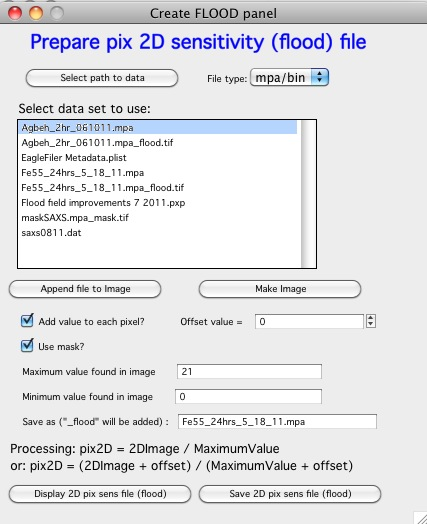 Create FLOOD panel
Prepare pix 2D sensitivity (flood) file
Select path to data
File type: mpa/bin
Select data set to use:
Agbeh_2hr_061011.mpa
Agbeh_2hr_061011.mpa_flood.tif
EagleFiler Metadata.plist
Fe55_24hrs_5_18_11.mpa
Fe55_24hrs_5_18_11.mpa_flood.tif
Flood field improvements 7 2011.pxp
maskSAXS.mpa_mask.tif
saxs0811.dat
Append file to Image
Make Image
Add value to each pixel?
Offset value = 0
Use mask?
Maximum value found in image 21
Minimum value found in image 0
Save as ("_flood" will be added) : Fe55_24hrs_5_18_11.mpa
Processing: pix2D = 2DImage / MaximumValue
or: pix2D = (2DImage + offset) / (MaximumValue + offset)
Display 2D pix sens file (flood)
Save 2D pix sens file (flood)